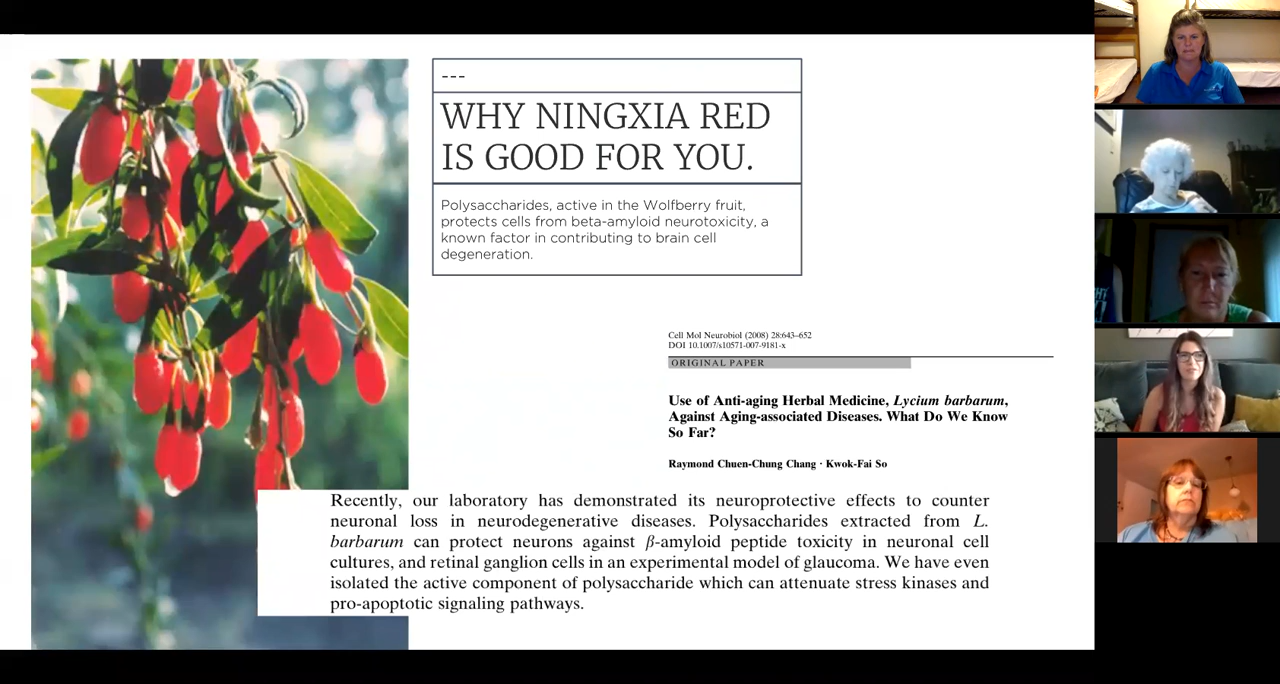 ---
WHY NINGXIA RED
IS GOOD FOR YOU.
Polysaccharides, active in the Wolfberry fruit,
protects cells from beta-amyloid neurotoxicity, a
known factor in contributing to brain cell
degeneration.
Cell Mol Neurobiol (2008) 28:643–652
DOI 10.1007/s10571-007-9181-x
ORIGINAL PAPER
Use of Anti-aging Herbal Medicine, Lycium barbarum,
Against Aging-associated Diseases. What Do We Know
So Far?
Raymond Chuen-Chung Chang · Kwok-Fai So
Recently, our laboratory has demonstrated its neuroprotective effects to counter
neuronal loss in neurodegenerative diseases. Polysaccharides extracted from L.
barbarum can protect neurons against β-amyloid peptide toxicity in neuronal cell
cultures, and retinal ganglion cells in an experimental model of glaucoma. We have even
isolated the active component of polysaccharide which can attenuate stress kinases and
pro-apoptotic signaling pathways.